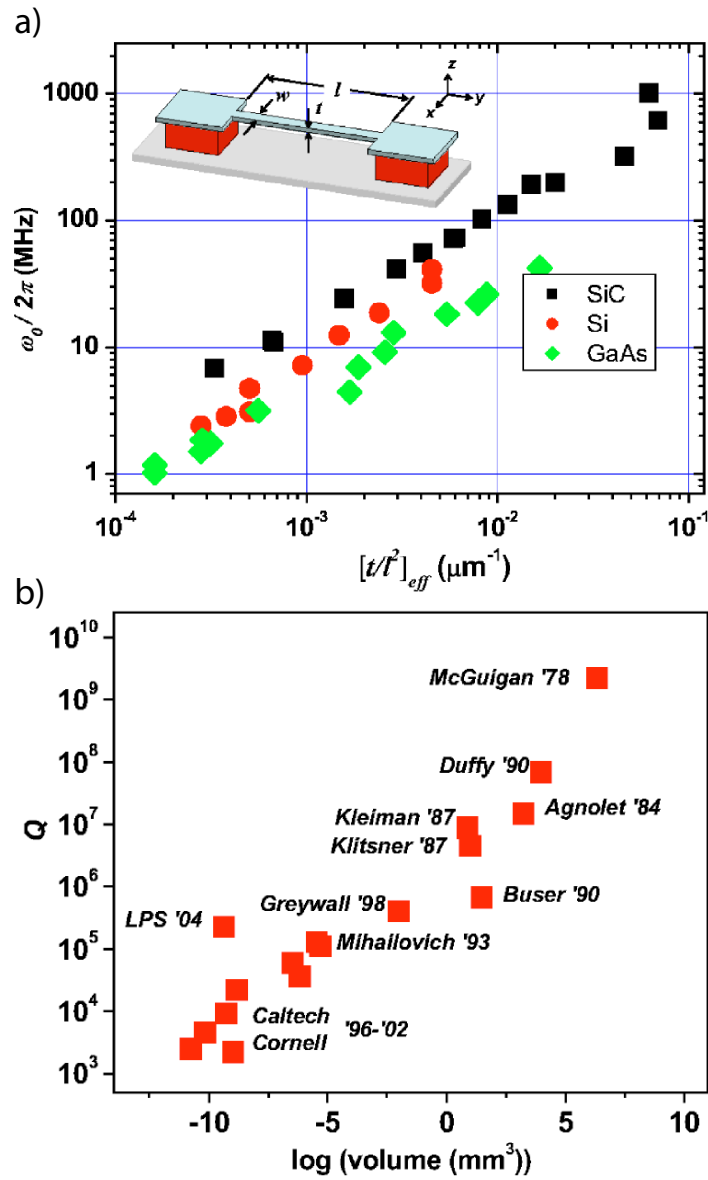 a)
1000
100
10
1
ω₀/ 2π (MHz)
w
l
t
z
y
x
SiC
Si
GaAs
10⁻⁴
10⁻³
10⁻²
10⁻¹
[t/l²]eff (μm⁻¹)
b)
10¹⁰
10⁹
10⁸
10⁷
10⁶
10⁵
10⁴
10³
Q
McGuigan '78
Duffy '90
Agnolet '84
Kleiman '87
Klitsner '87
Buser '90
Greywall '98
LPS '04
Mihailovich '93
Caltech
'96-'02
Cornell
-10
-5
0
5
10
log (volume (mm³))